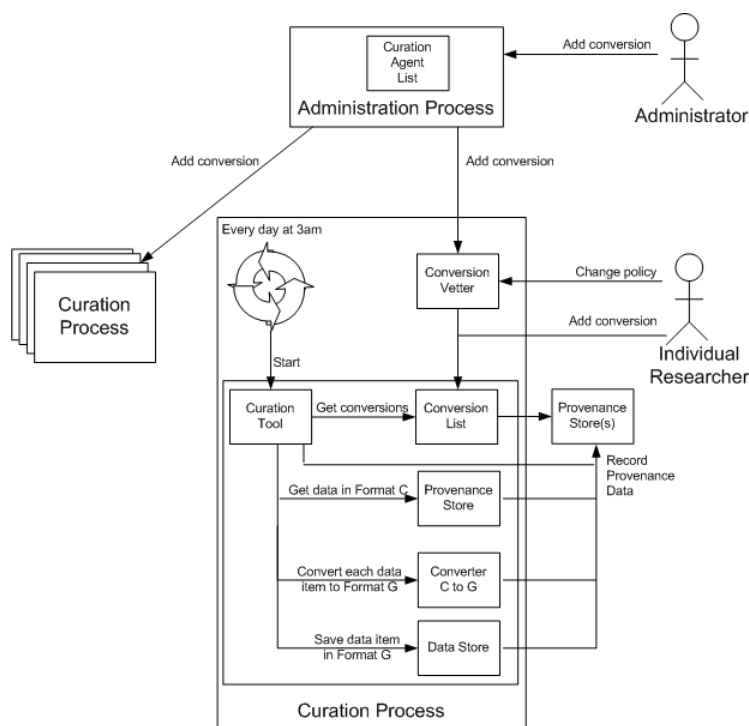 Curation
Agent
List
Administration Process
Add conversion
Administrator
Add conversion
Add conversion
Every day at 3am
Conversion
Vetter
Change policy
Curation
Process
Add conversion
Individual
Researcher
Start
Curation
Tool
Get conversions
Conversion
List
Provenance
Store(s)
Record
Provenance
Data
Get data in Format C
Provenance
Store
Convert each data
item to Format G
Converter
C to G
Save data item
in Format G
Data Store
Curation Process